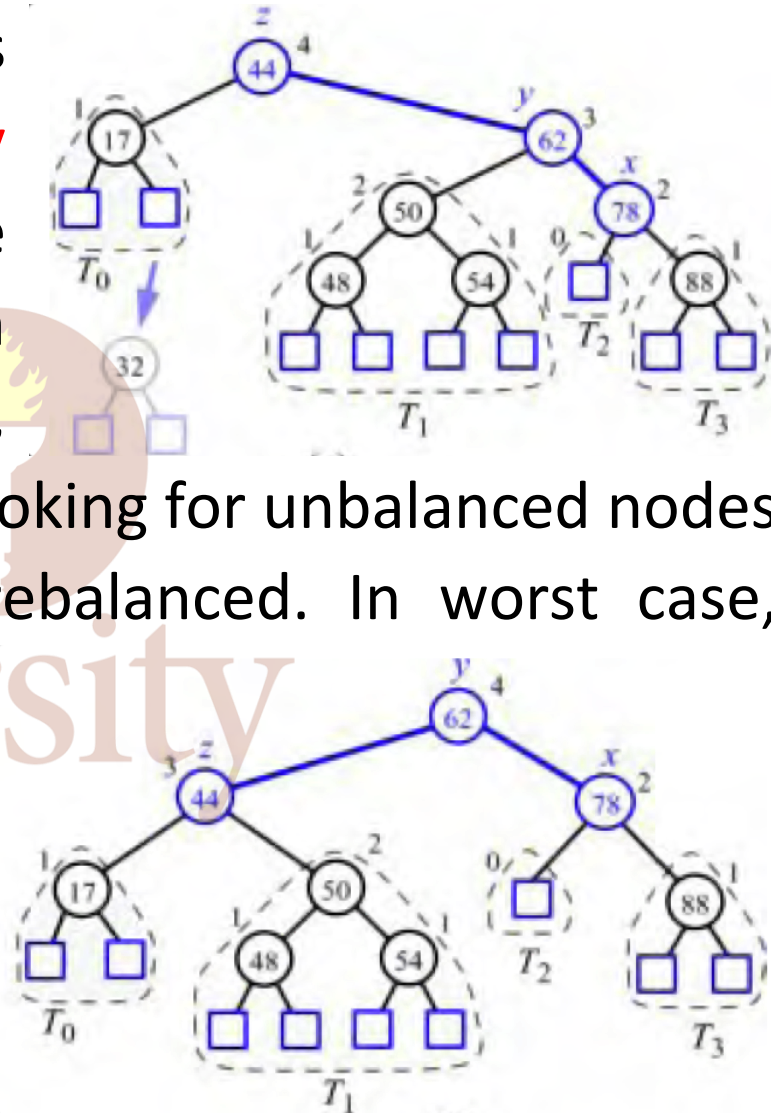 z
44 4
y
1 17 62 3
x
2 50 0 78 2
1 48 1 54 88 1
T0
32 T2
T1 T3
oking for unbalanced nodes
rebalanced. In worst case,
sity
y
62 4
3 z x
44 78 2
1 17 50 2 0 88 1
1 48 54 1
T2
T0 T3
T1